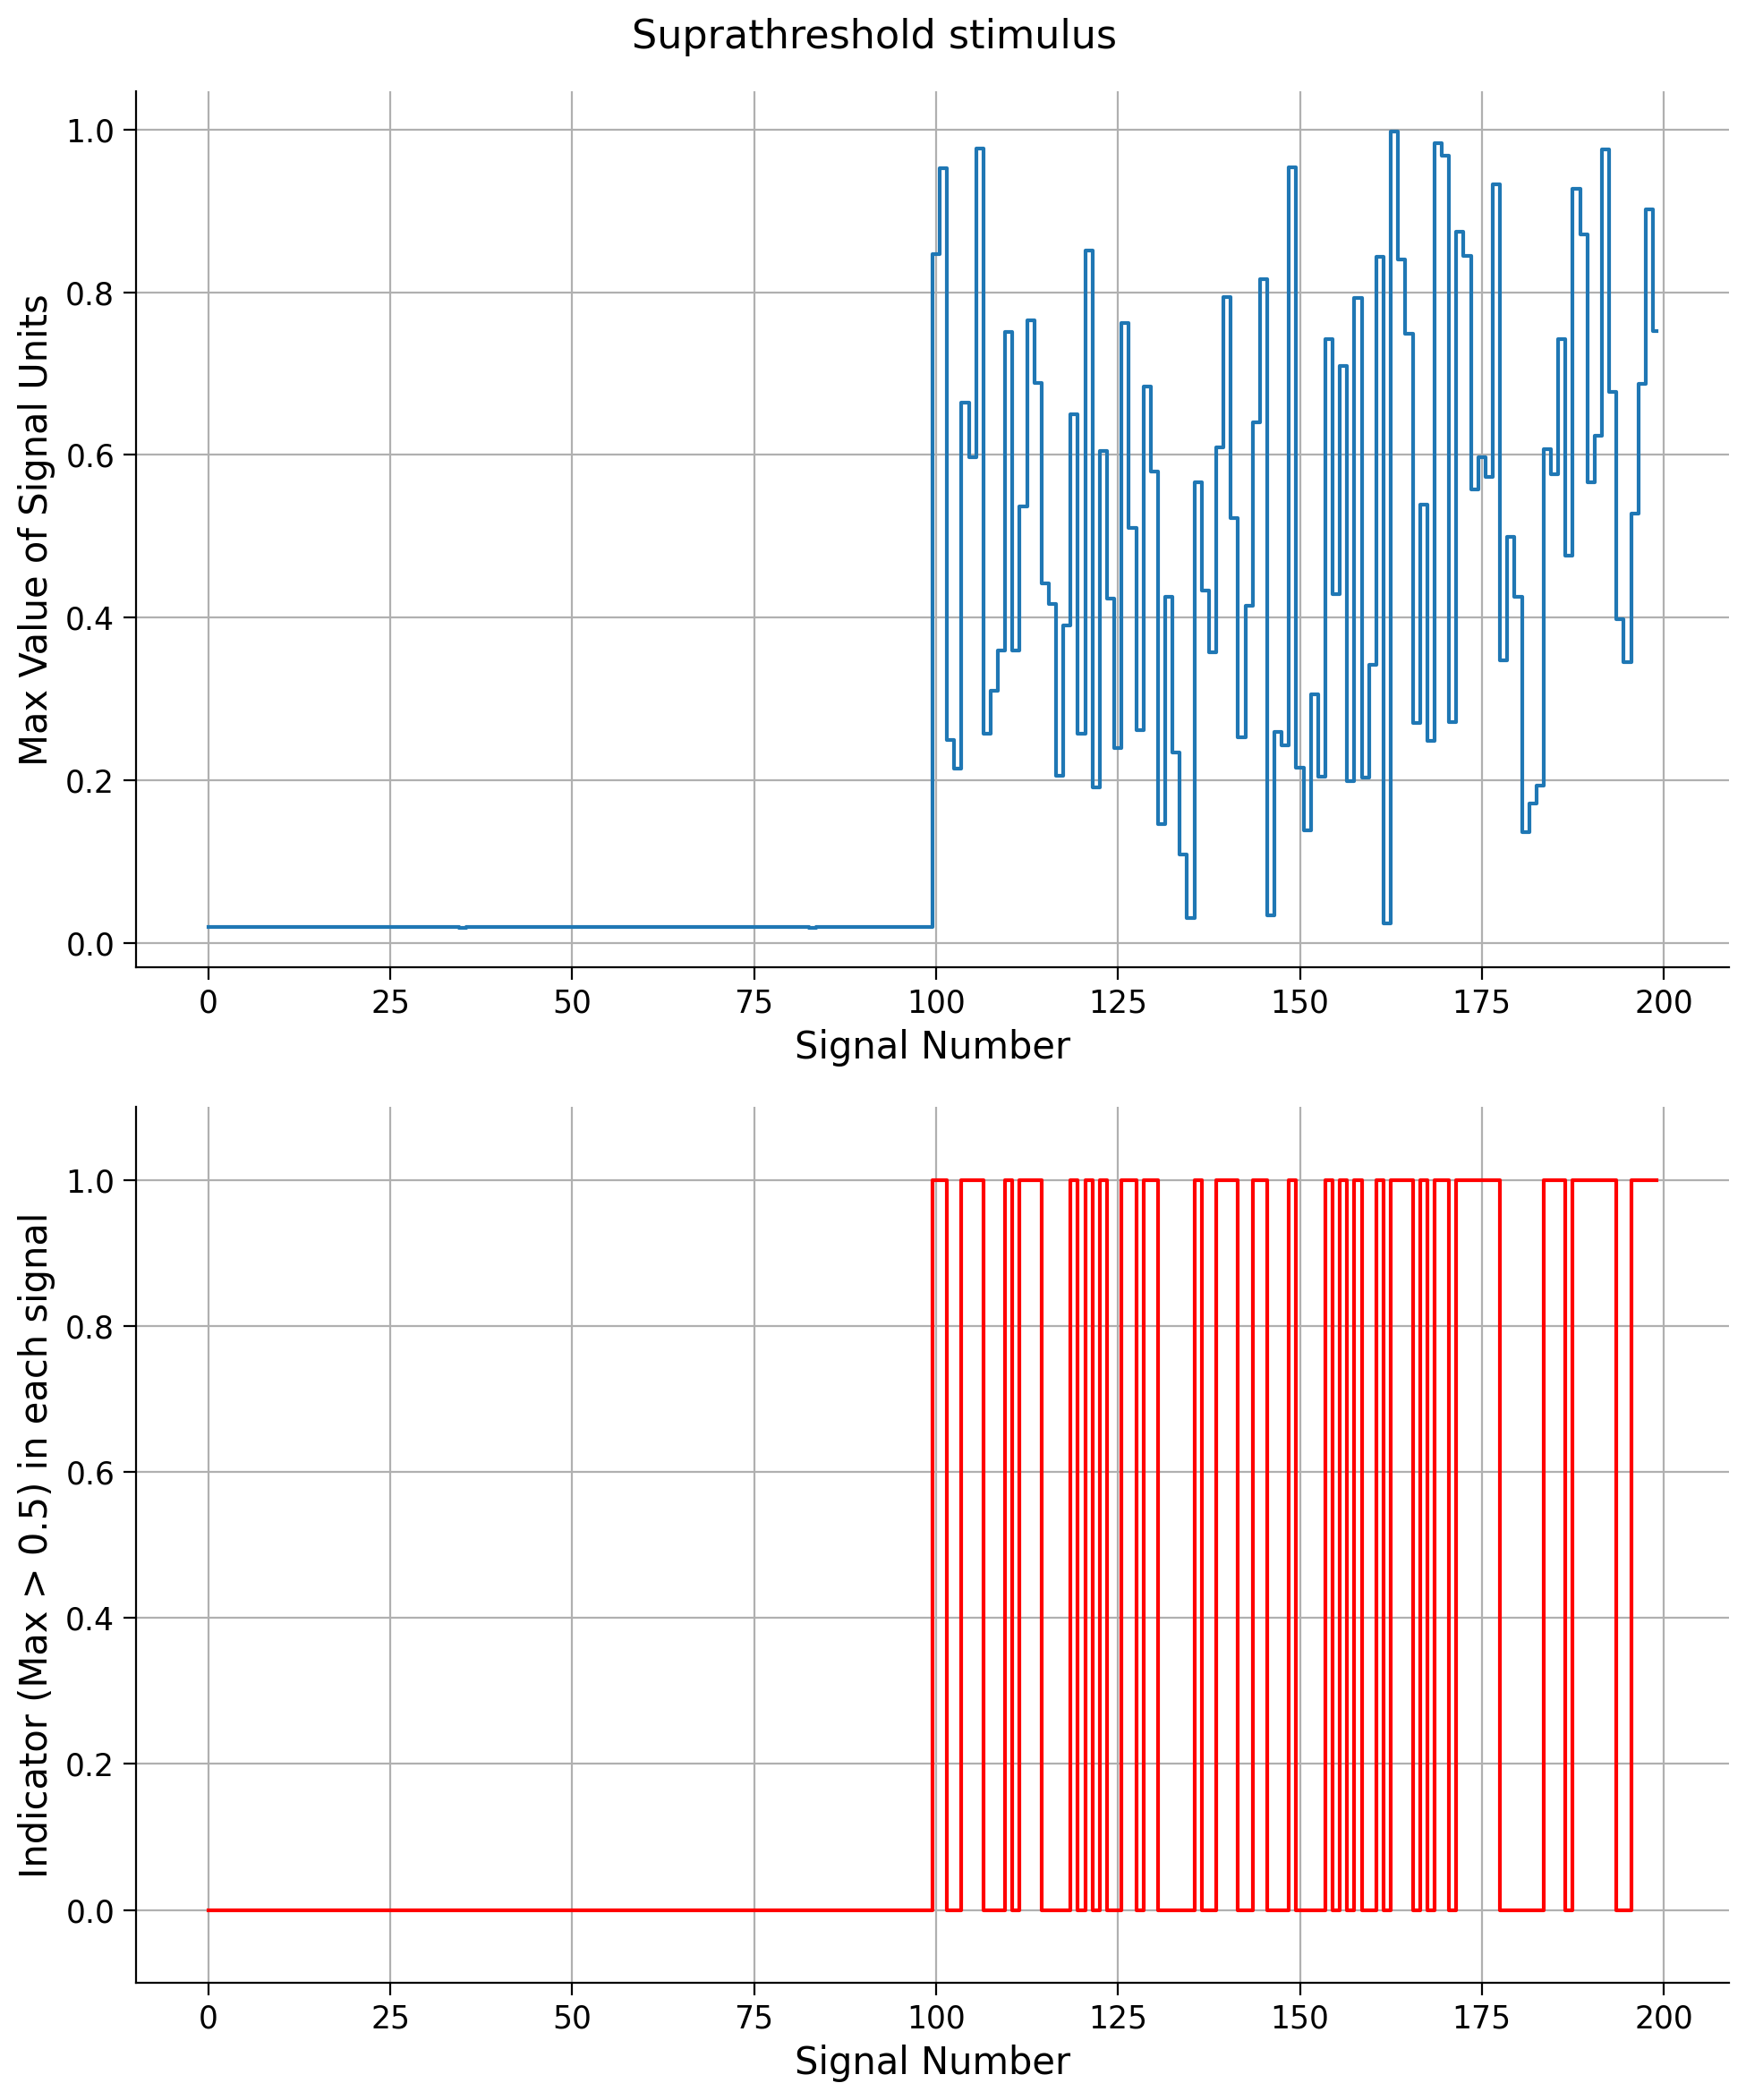 Suprathreshold stimulus
Max Value of Signal Units
1.0
0.8
0.6
0.4
0.2
0.0
0 25 50 75 100 125 150 175 200
Signal Number
Indicator (Max > 0.5) in each signal
1.0
0.8
0.6
0.4
0.2
0.0
0 25 50 75 100 125 150 175 200
Signal Number